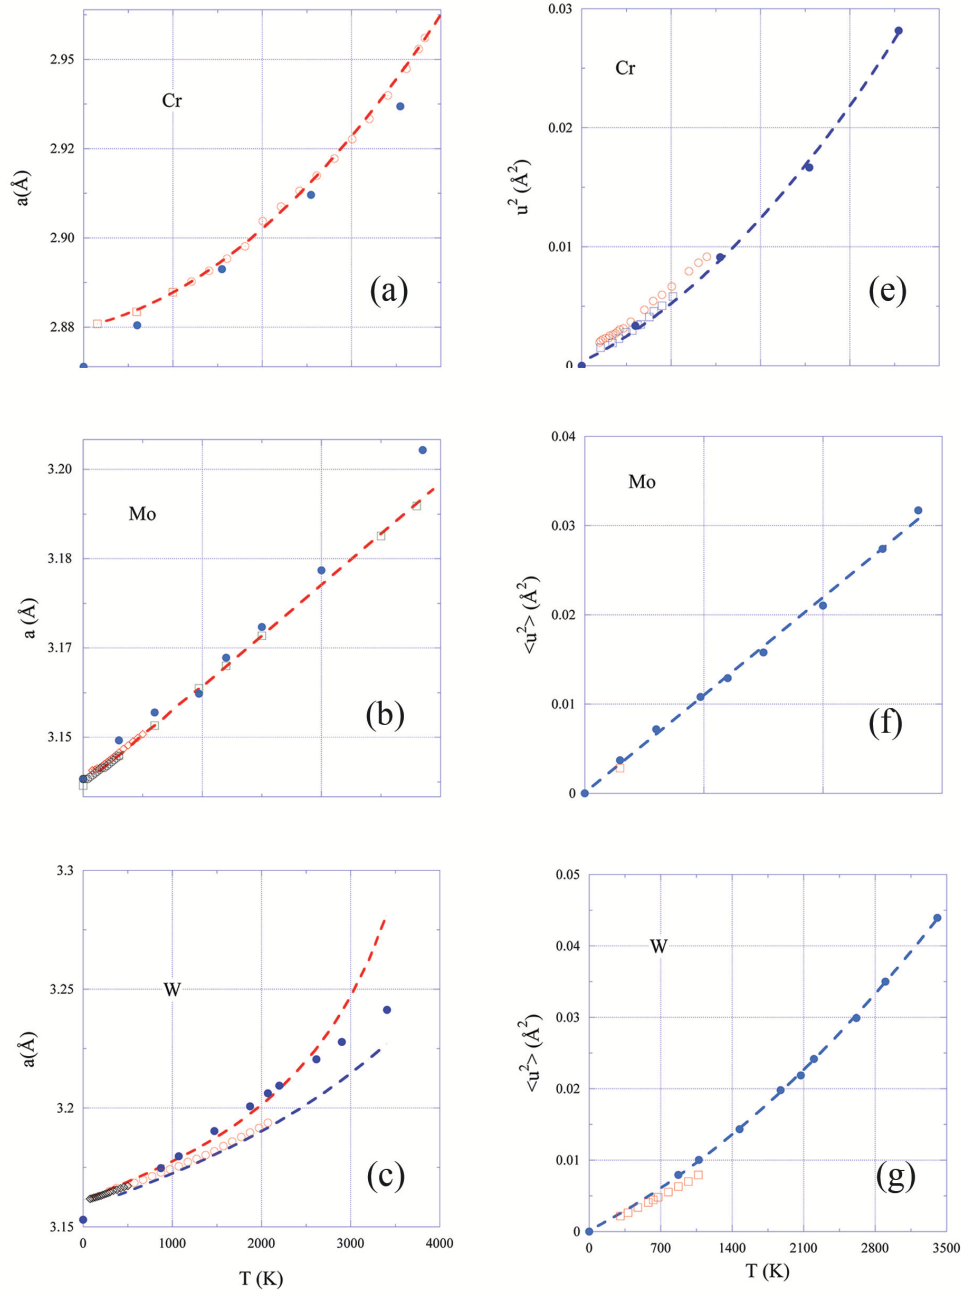 2.95
Cr
2.92
a(Å)
2.90
(a)
2.88
0.03
Cr
0.02
u² (Å²)
0.01
(e)
0
3.20
Mo
3.18
a (Å)
3.17
(b)
3.15
0.04
Mo
0.03
<u²> (Å²)
0.02
0.01
(f)
0
3.3
3.25
W
a(Å)
3.2
(c)
3.15
0 1000 2000 3000 4000
T (K)
0.05
0.04
W
0.03
<u²> (Å²)
0.02
0.01
(g)
0
0 700 1400 2100 2800 3500
T (K)